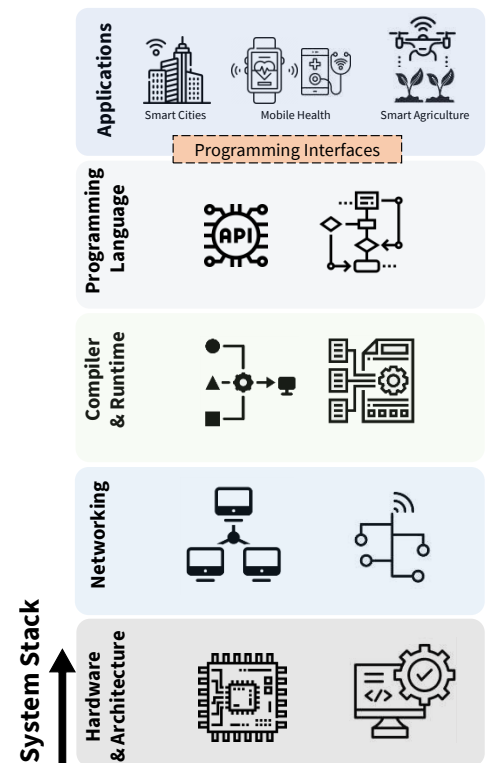 Applications
Smart Cities
Mobile Health
Smart Agriculture
Programming Interfaces
Programming
Language
API
Compiler
& Runtime
Networking
System Stack
Hardware
& Architecture
</>